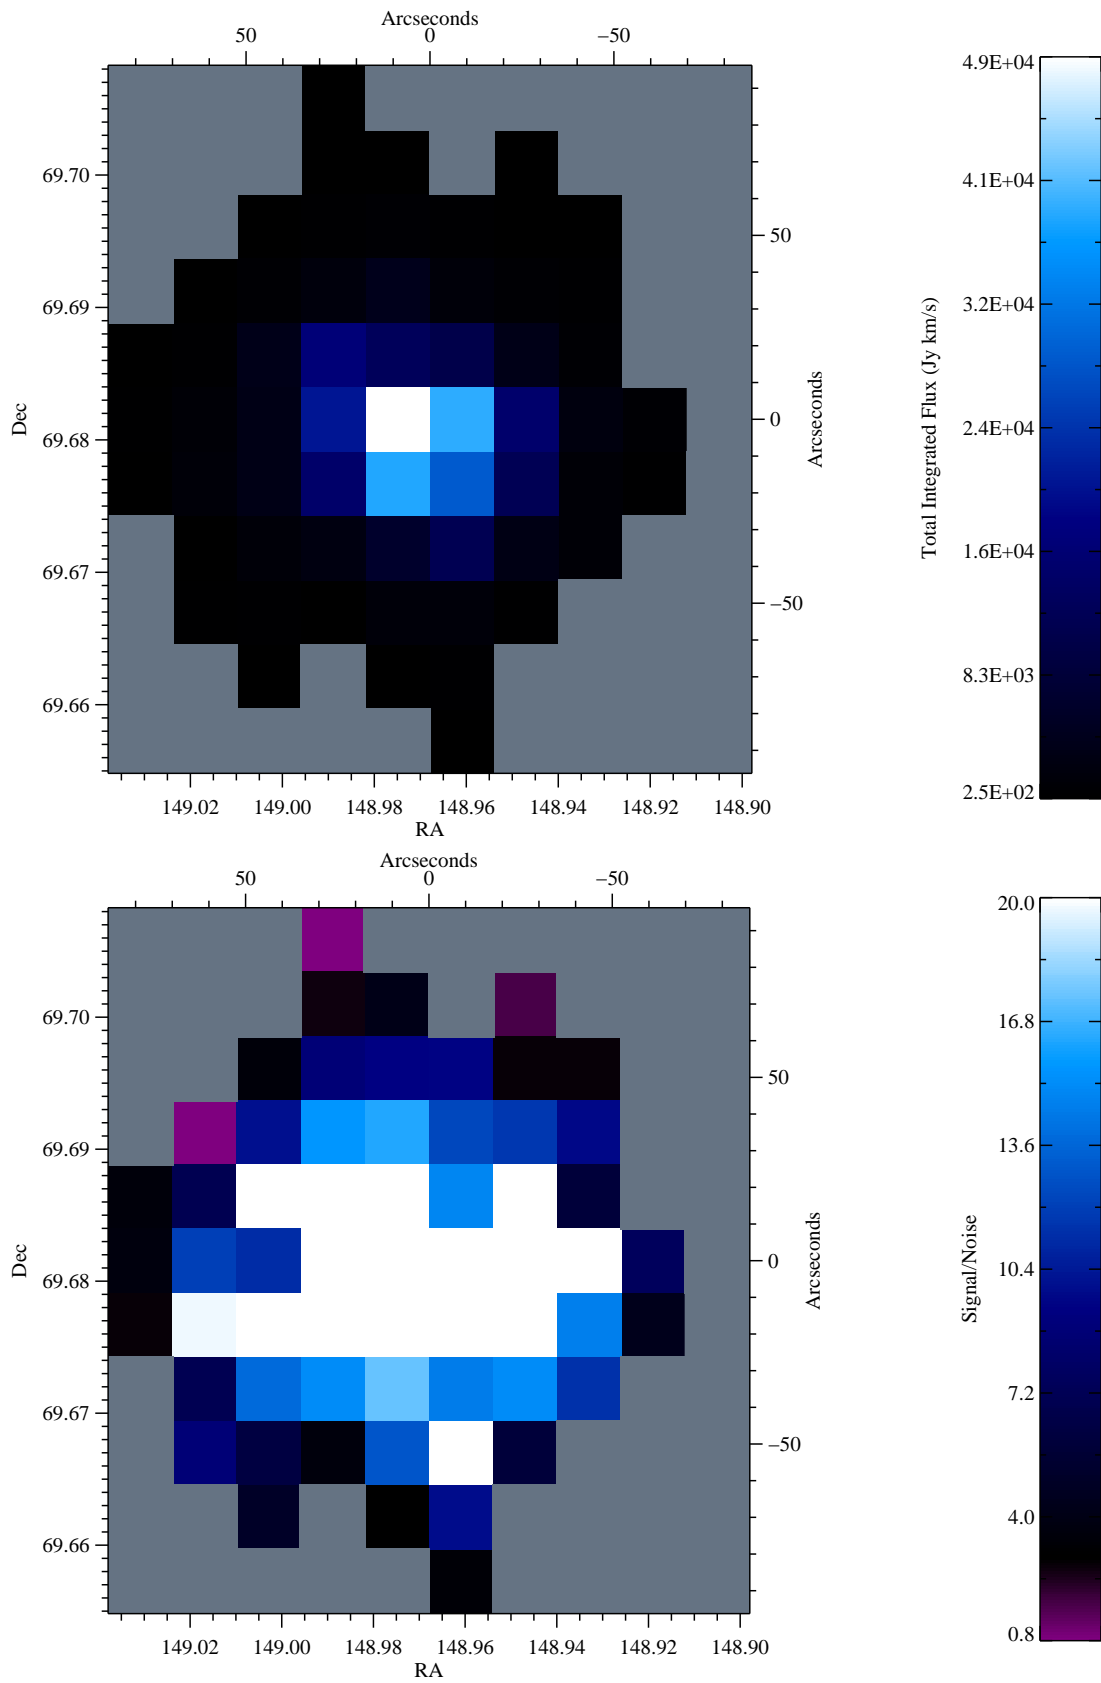 Arcseconds
50 0 −50
4.9E+04
4.1E+04
3.2E+04
2.4E+04
1.6E+04
8.3E+03
2.5E+02
Total Integrated Flux (Jy km/s)
69.70
69.69
69.68
69.67
69.66
Dec
50
0
−50
Arcseconds
149.02 149.00 148.98 148.96 148.94 148.92 148.90
RA
Arcseconds
50 0 −50
20.0
16.8
13.6
10.4
7.2
4.0
0.8
Signal/Noise
69.70
69.69
69.68
69.67
69.66
Dec
50
0
−50
Arcseconds
149.02 149.00 148.98 148.96 148.94 148.92 148.90
RA